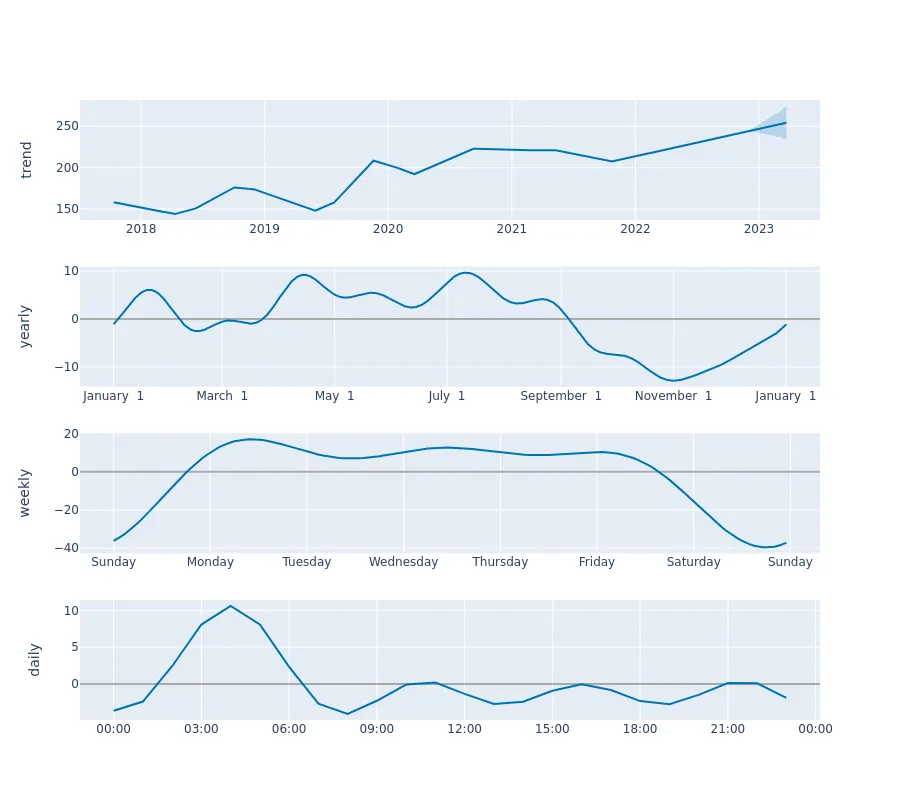 trend
250
200
150
2018 2019 2020 2021 2022 2023
yearly
10
0
−10
January 1 March 1 May 1 July 1 September 1 November 1 January 1
weekly
20
0
−20
−40
Sunday Monday Tuesday Wednesday Thursday Friday Saturday Sunday
daily
10
5
0
00:00 03:00 06:00 09:00 12:00 15:00 18:00 21:00 00:00